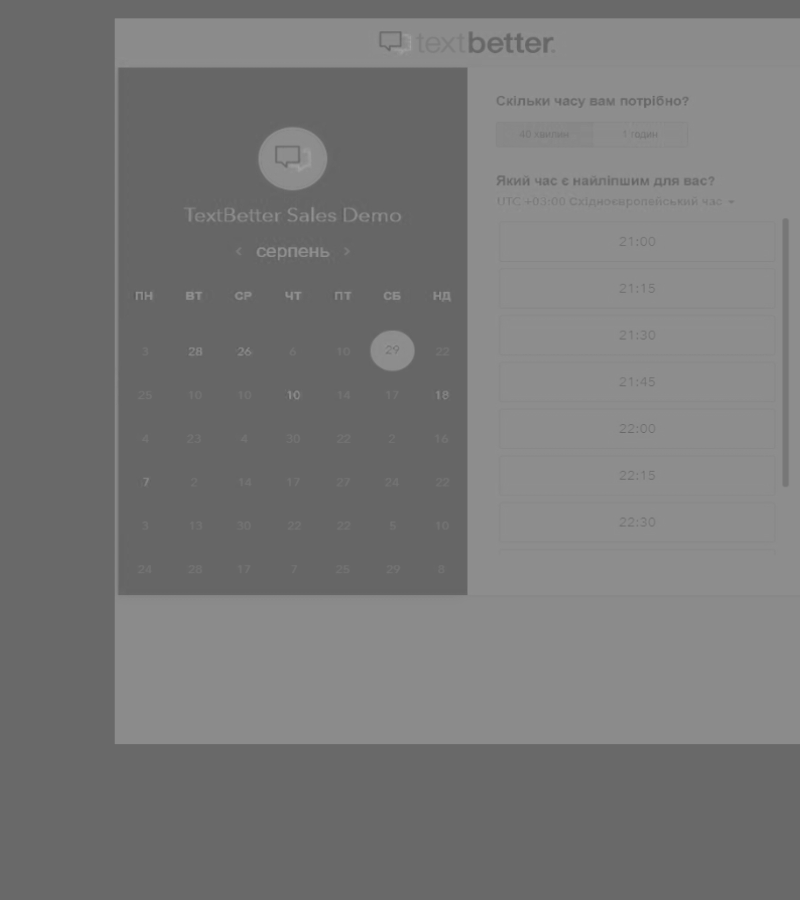 textbetter.
TextBetter Sales Demo
‹ серпень ›
ПН ВТ СР ЧТ ПТ СБ НД
3 28 26 6 10 29 22
25 10 10 10 14 17 18
4 23 4 30 22 2 16
7 2 14 17 27 24 22
3 13 30 22 22 5 10
24 28 17 7 25 29 8
Скільки часу вам потрібно?
40 хвилин 1 годин
Який час є найліпшим для вас?
UTC +03:00 Східноєвропейський час
21:00
21:15
21:30
21:45
22:00
22:15
22:30